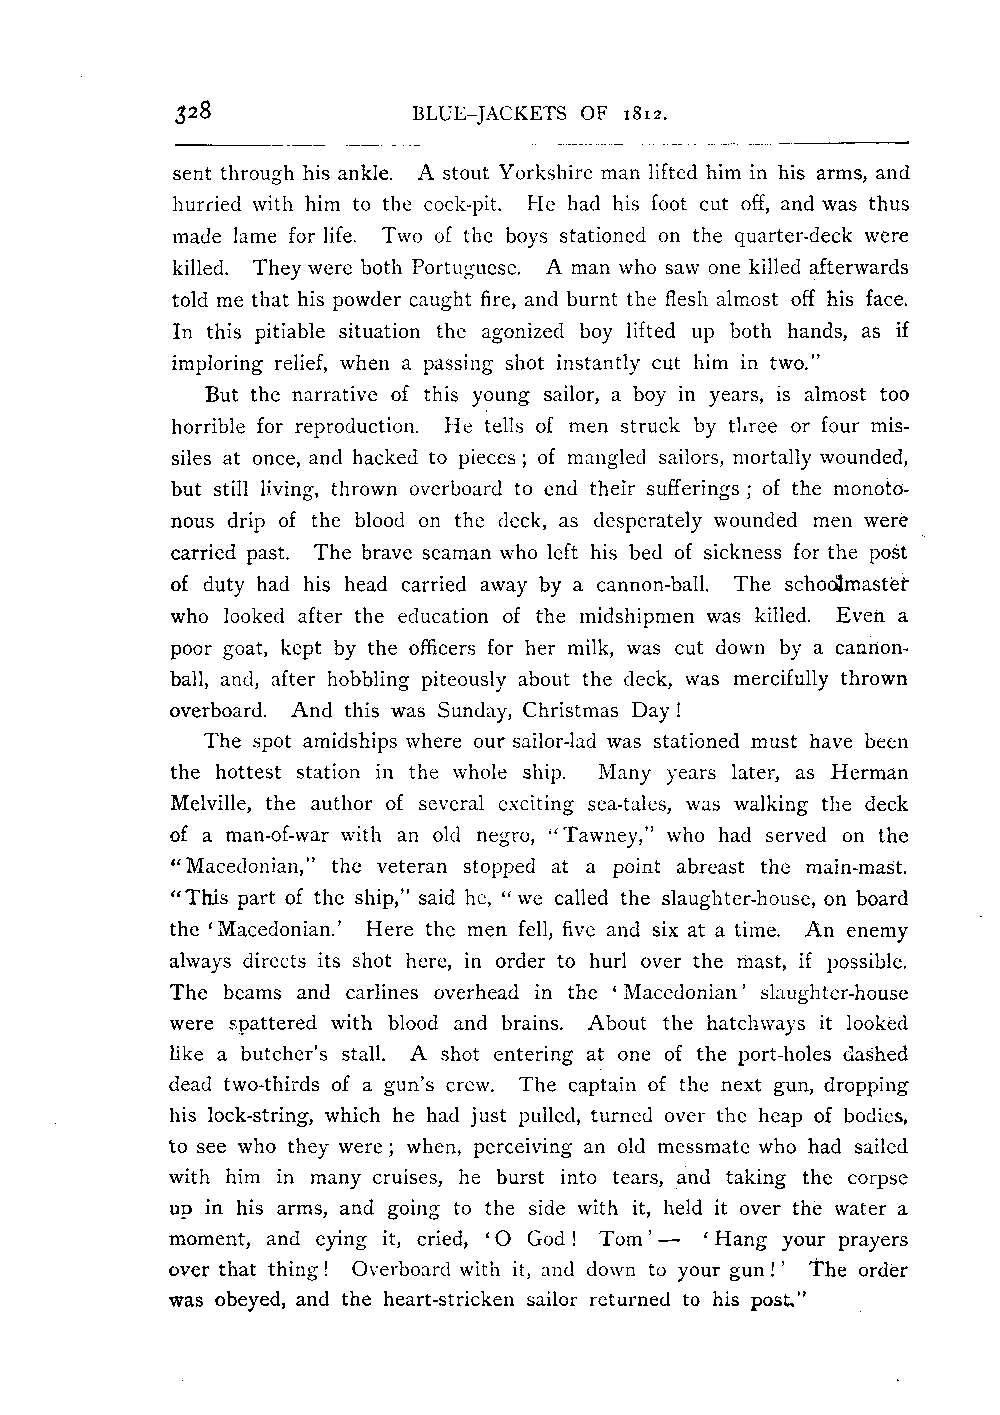 328 BLUE-JACKETS OF 1812.
sent through his ankle. A stout Yorkshire man lifted him in his arms, and
hurried with him to the cock-pit. He had his foot cut off, and was thus
made lame for life. Two of the boys stationed on the quarter-deck were
killed. They were both Portuguese. A man who saw one killed afterwards
told me that his powder caught fire, and burnt the flesh almost off his face.
In this pitiable situation the agonized boy lifted up both hands, as if
imploring relief, when a passing shot instantly cut him in two."
But the narrative of this young sailor, a boy in years, is almost too
horrible for reproduction. He tells of men struck by three or four mis-
siles at once, and hacked to pieces; of mangled sailors, mortally wounded,
but still living, thrown overboard to end their sufferings; of the monoto-
nous drip of the blood on the deck, as desperately wounded men were
carried past. The brave seaman who left his bed of sickness for the post
of duty had his head carried away by a cannon-ball. The schoolmaster
who looked after the education of the midshipmen was killed. Even a
poor goat, kept by the officers for her milk, was cut down by a cannon-
ball, and, after hobbling piteously about the deck, was mercifully thrown
overboard. And this was Sunday, Christmas Day!
The spot amidships where our sailor-lad was stationed must have been
the hottest station in the whole ship. Many years later, as Herman
Melville, the author of several exciting sea-tales, was walking the deck
of a man-of-war with an old negro, "Tawney," who had served on the
"Macedonian," the veteran stopped at a point abreast the main-mast.
"This part of the ship," said he, "we called the slaughter-house, on board
the 'Macedonian.' Here the men fell, five and six at a time. An enemy
always directs its shot here, in order to hurl over the mast, if possible.
The beams and carlines overhead in the 'Macedonian' slaughter-house
were spattered with blood and brains. About the hatchways it looked
like a butcher's stall. A shot entering at one of the port-holes dashed
dead two-thirds of a gun's crew. The captain of the next gun, dropping
his lock-string, which he had just pulled, turned over the heap of bodies,
to see who they were; when, perceiving an old messmate who had sailed
with him in many cruises, he burst into tears, and taking the corpse
up in his arms, and going to the side with it, held it over the water a
moment, and eying it, cried, 'O God! Tom'— 'Hang your prayers
over that thing! Overboard with it, and down to your gun!' The order
was obeyed, and the heart-stricken sailor returned to his post."